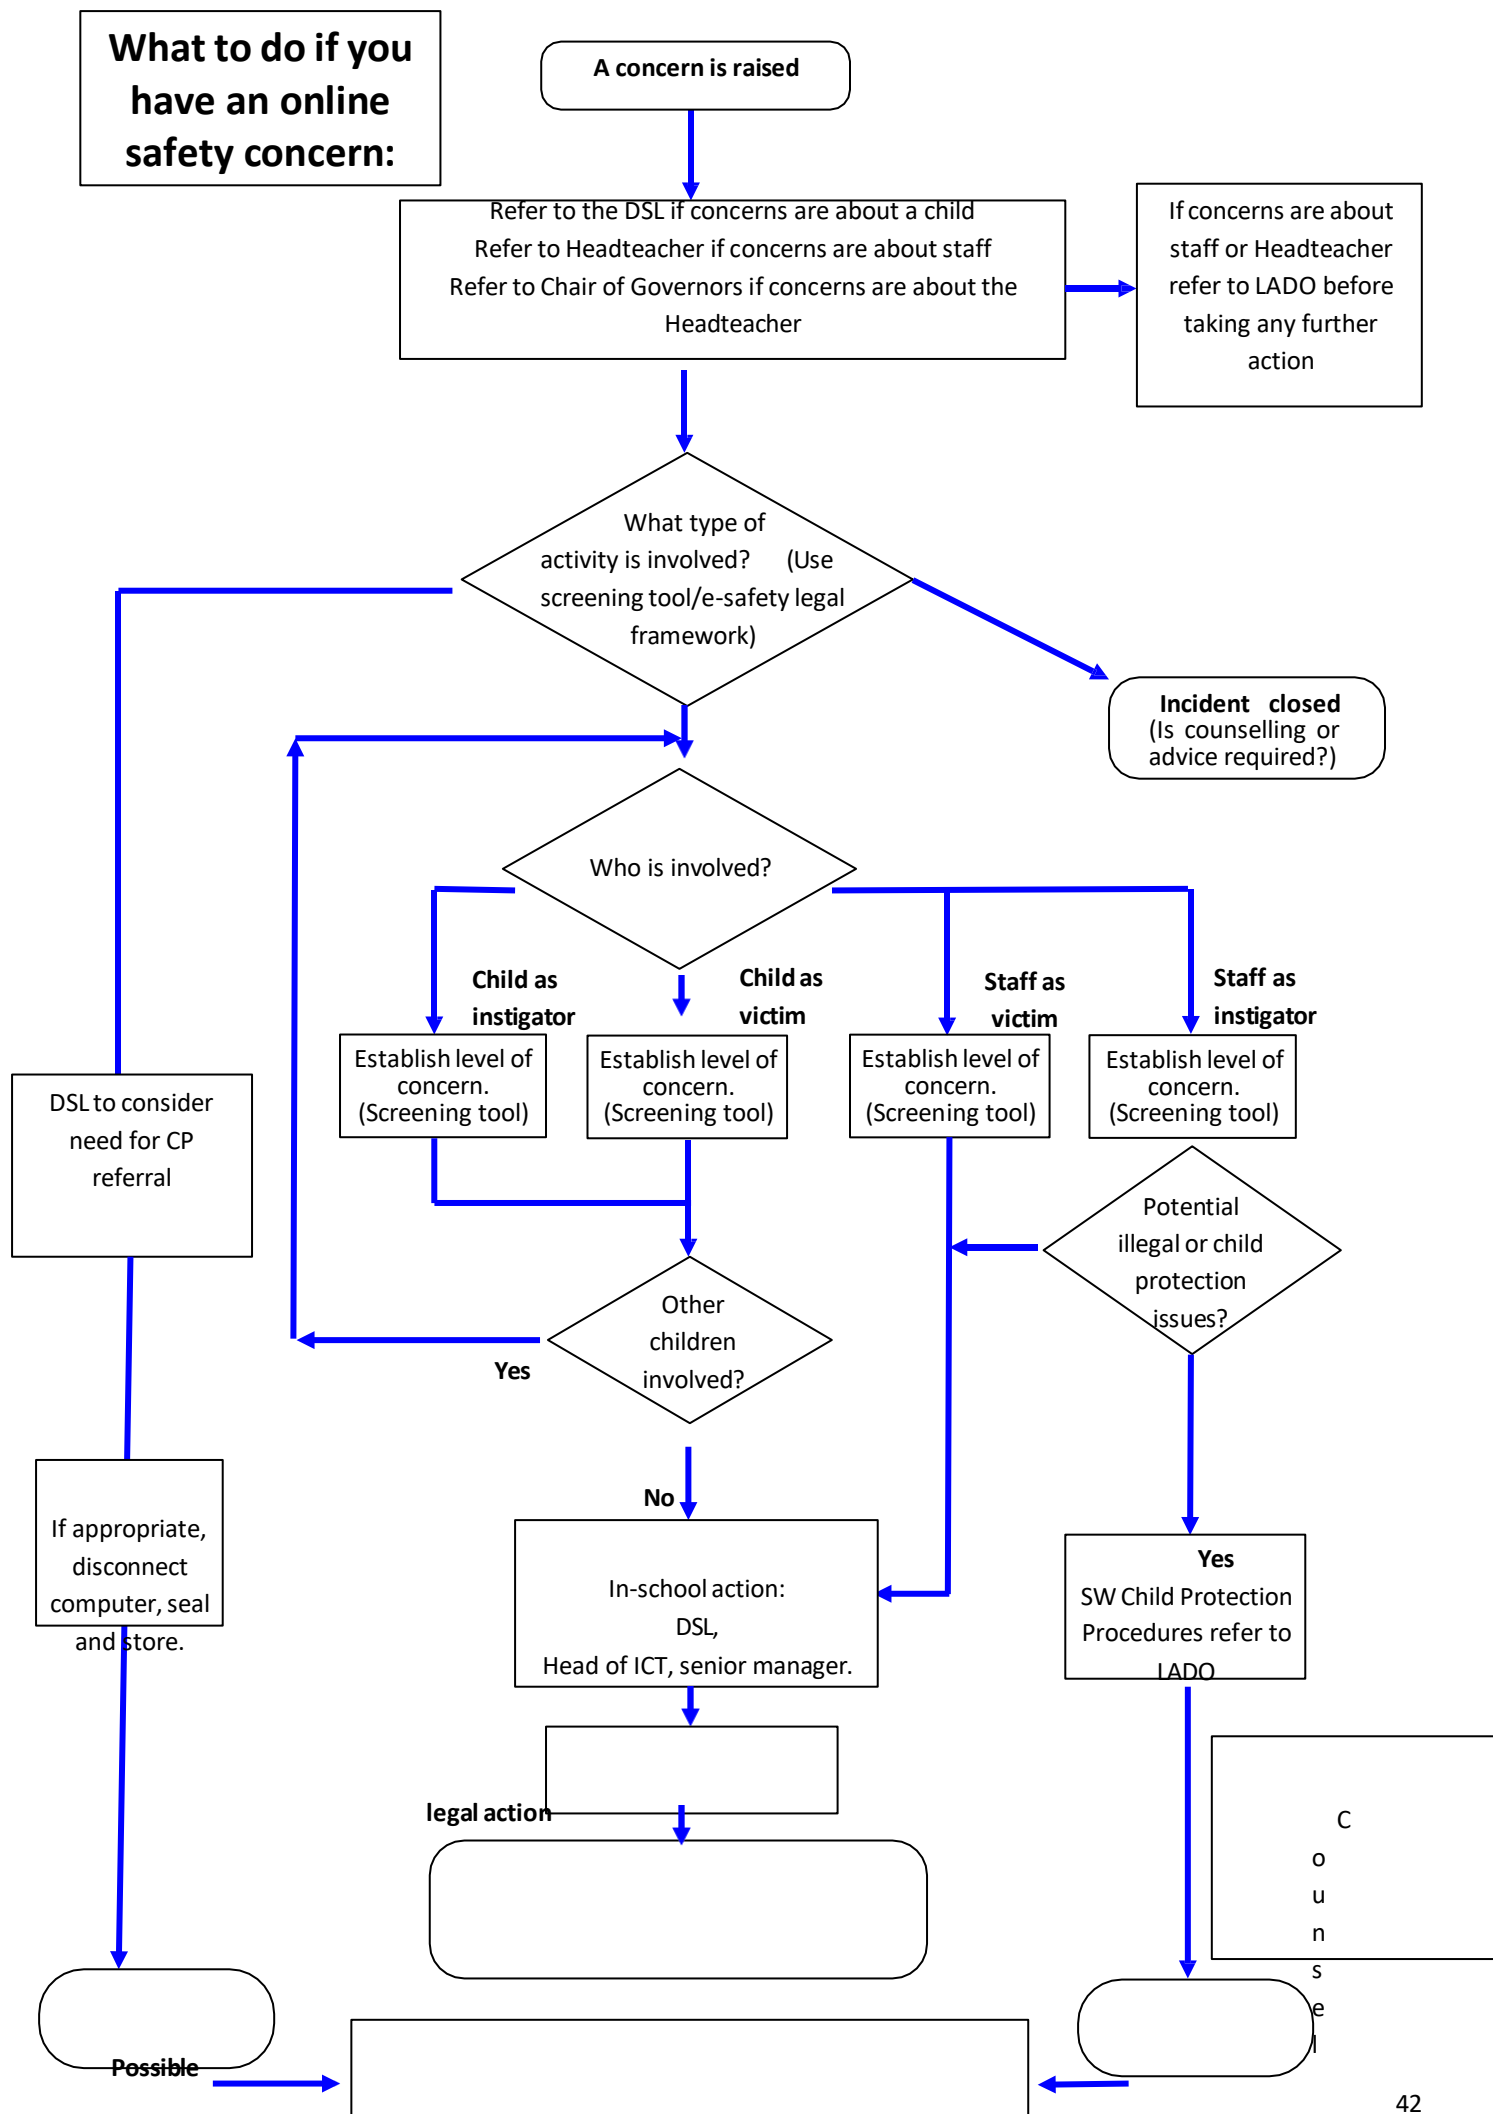 What to do if you
have an online
safety concern:
A concern is raised
Refer to the DSL if concerns are about a child
Refer to Headteacher if concerns are about staff
Refer to Chair of Governors if concerns are about the
Headteacher
If concerns are about
staff or Headteacher
refer to LADO before
taking any further
action
What type of
activity is involved? (Use
screening tool/e-safety legal
framework)
Incident closed
(Is counselling or
advice required?)
Who is involved?
Child as
instigator
Child as
victim
Staff as
victim
Staff as
instigator
Establish level of
concern.
(Screening tool)
Establish level of
concern.
(Screening tool)
Establish level of
concern.
(Screening tool)
Establish level of
concern.
(Screening tool)
DSL to consider
need for CP
referral
Potential
illegal or child
protection
issues?
Other
children
involved?
Yes
No
If appropriate,
disconnect
computer, seal
and store.
In-school action:
DSL,
Head of ICT, senior manager.
Yes
SW Child Protection
Procedures refer to
LADO
legal action
C
o
u
n
s
e
l
Possible
42